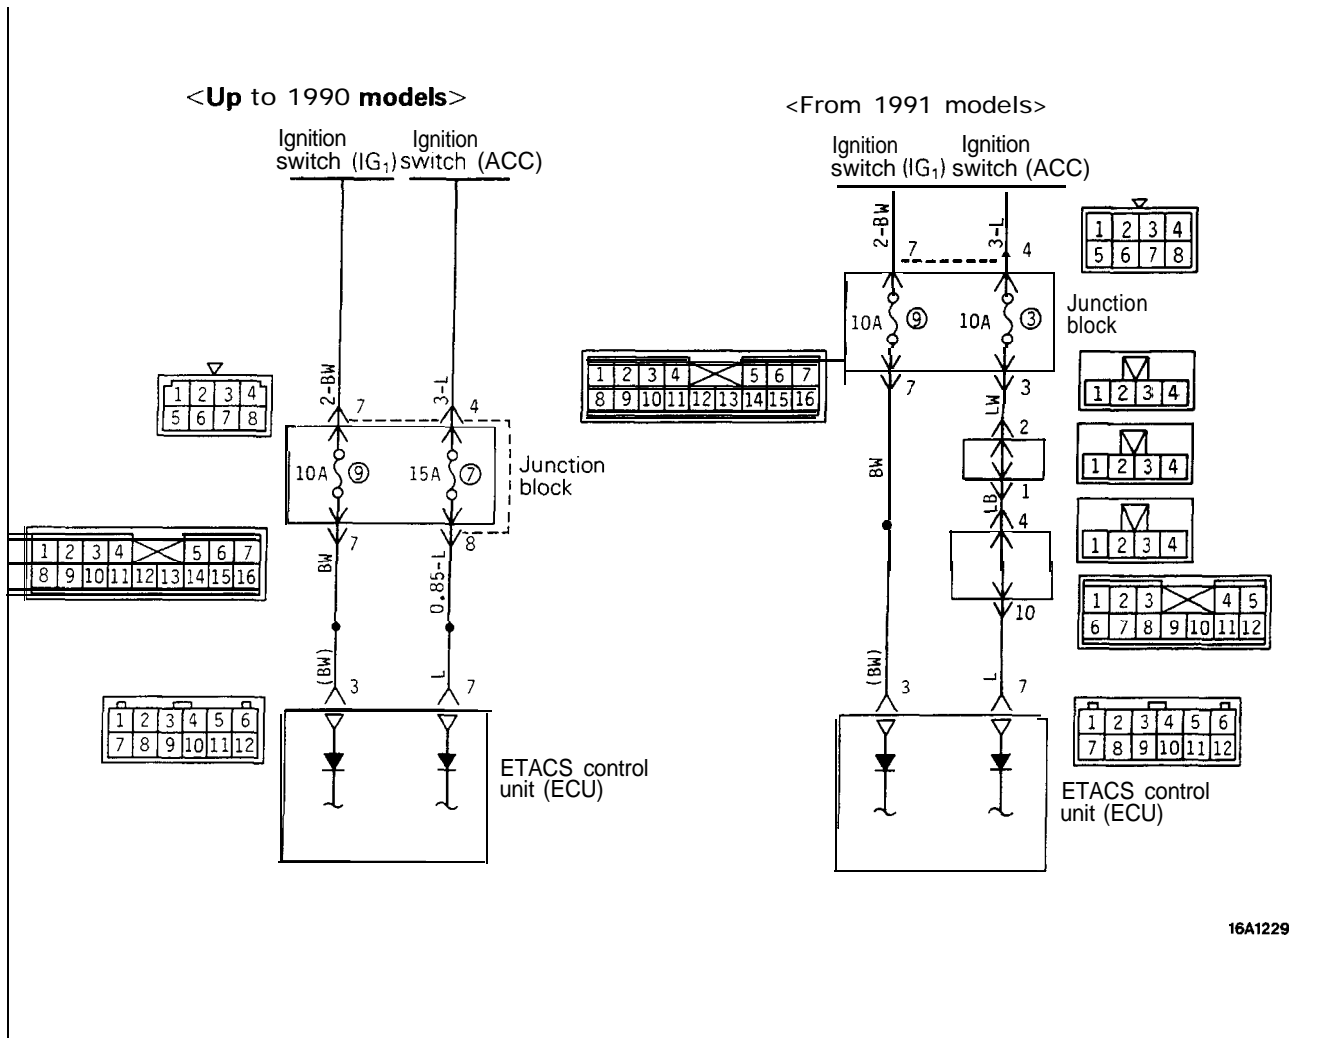 <Up to 1990 models>
Ignition
switch (IG1)
Ignition
switch (ACC)
2-BW
7
3-L
4
1 2 3 4
5 6 7 8
10A ⑨
15A ⑦
Junction
block
7
8
BW
0.85-L
1 2 3 4 5 6 7
8 9 10 11 12 13 14 15 16
(BW)
3
L
7
1 2 3 4 5 6
7 8 9 10 11 12
ETACS control
unit (ECU)
<From 1991 models>
Ignition
switch (IG1)
Ignition
switch (ACC)
2-BW
7
3-L
4
1 2 3 4
5 6 7 8
10A ⑨
10A ③
Junction
block
1 2 3 4 5 6 7
8 9 10 11 12 13 14 15 16
7
3
LW
1 2 3 4
2
BW
1 2 3 4
1
LB
4
1 2 3 4
10
1 2 3 4 5
6 7 8 9 10 11 12
(BW)
3
L
7
1 2 3 4 5 6
7 8 9 10 11 12
ETACS control
unit (ECU)
16A1229